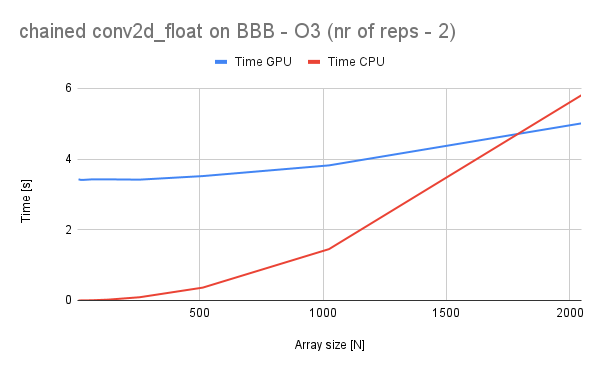 chained conv2d_float on BBB - O3 (nr of reps - 2)
Time GPU Time CPU
6
4
2
0
Time [s]
500 1000 1500 2000
Array size [N]